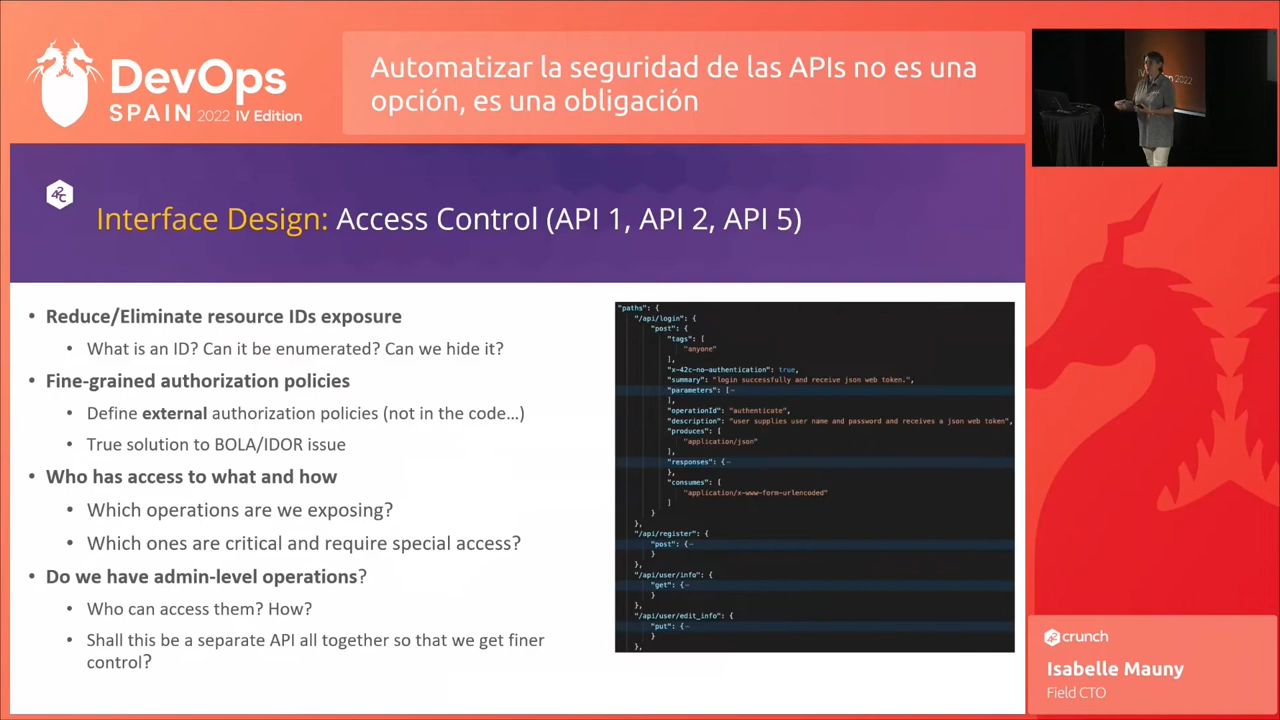 DevOps
SPAIN 2022 IV Edition
Automatizar la seguridad de las APIs no es una
opción, es una obligación
42C
Interface Design: Access Control (API 1, API 2, API 5)
• Reduce/Eliminate resource IDs exposure
• What is an ID? Can it be enumerated? Can we hide it?
• Fine-grained authorization policies
• Define external authorization policies (not in the code…)
• True solution to BOLA/IDOR issue
• Who has access to what and how
• Which operations are we exposing?
• Which ones are critical and require special access?
• Do we have admin-level operations?
• Who can access them? How?
• Shall this be a separate API all together so that we get finer
control?
"paths": {
"/api/login": {
"post": {
"tags": [
"anyone"
],
"x-42c-no-authentication": true,
"summary": "login successfully and receive json web token.",
"parameters": [–
],
"operationId": "authenticate",
"description": "user supplies user name and password and receives a json web token",
"produces": [
"application/json"
],
"responses": {–
},
"consumes": [
"application/x-www-form-urlencoded"
]
}
},
"/api/register": {
"post": {–
}
},
"/api/user/info": {
"get": {–
}
},
"/api/user/edit_info": {
"put": {–
}
},
42crunch
Isabelle Mauny
Field CTO